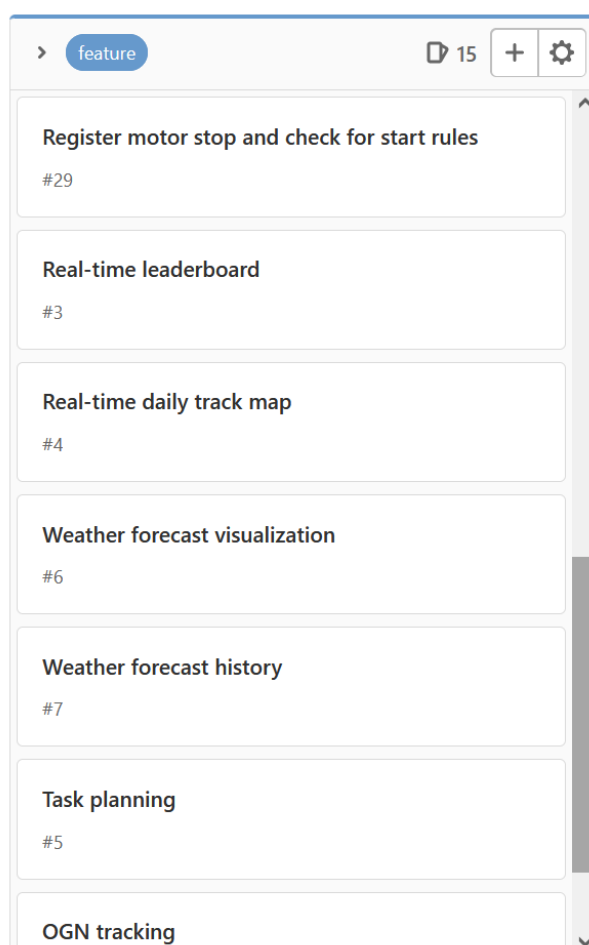 feature
15
Register motor stop and check for start rules
#29
Real-time leaderboard
#3
Real-time daily track map
#4
Weather forecast visualization
#6
Weather forecast history
#7
Task planning
#5
OGN tracking